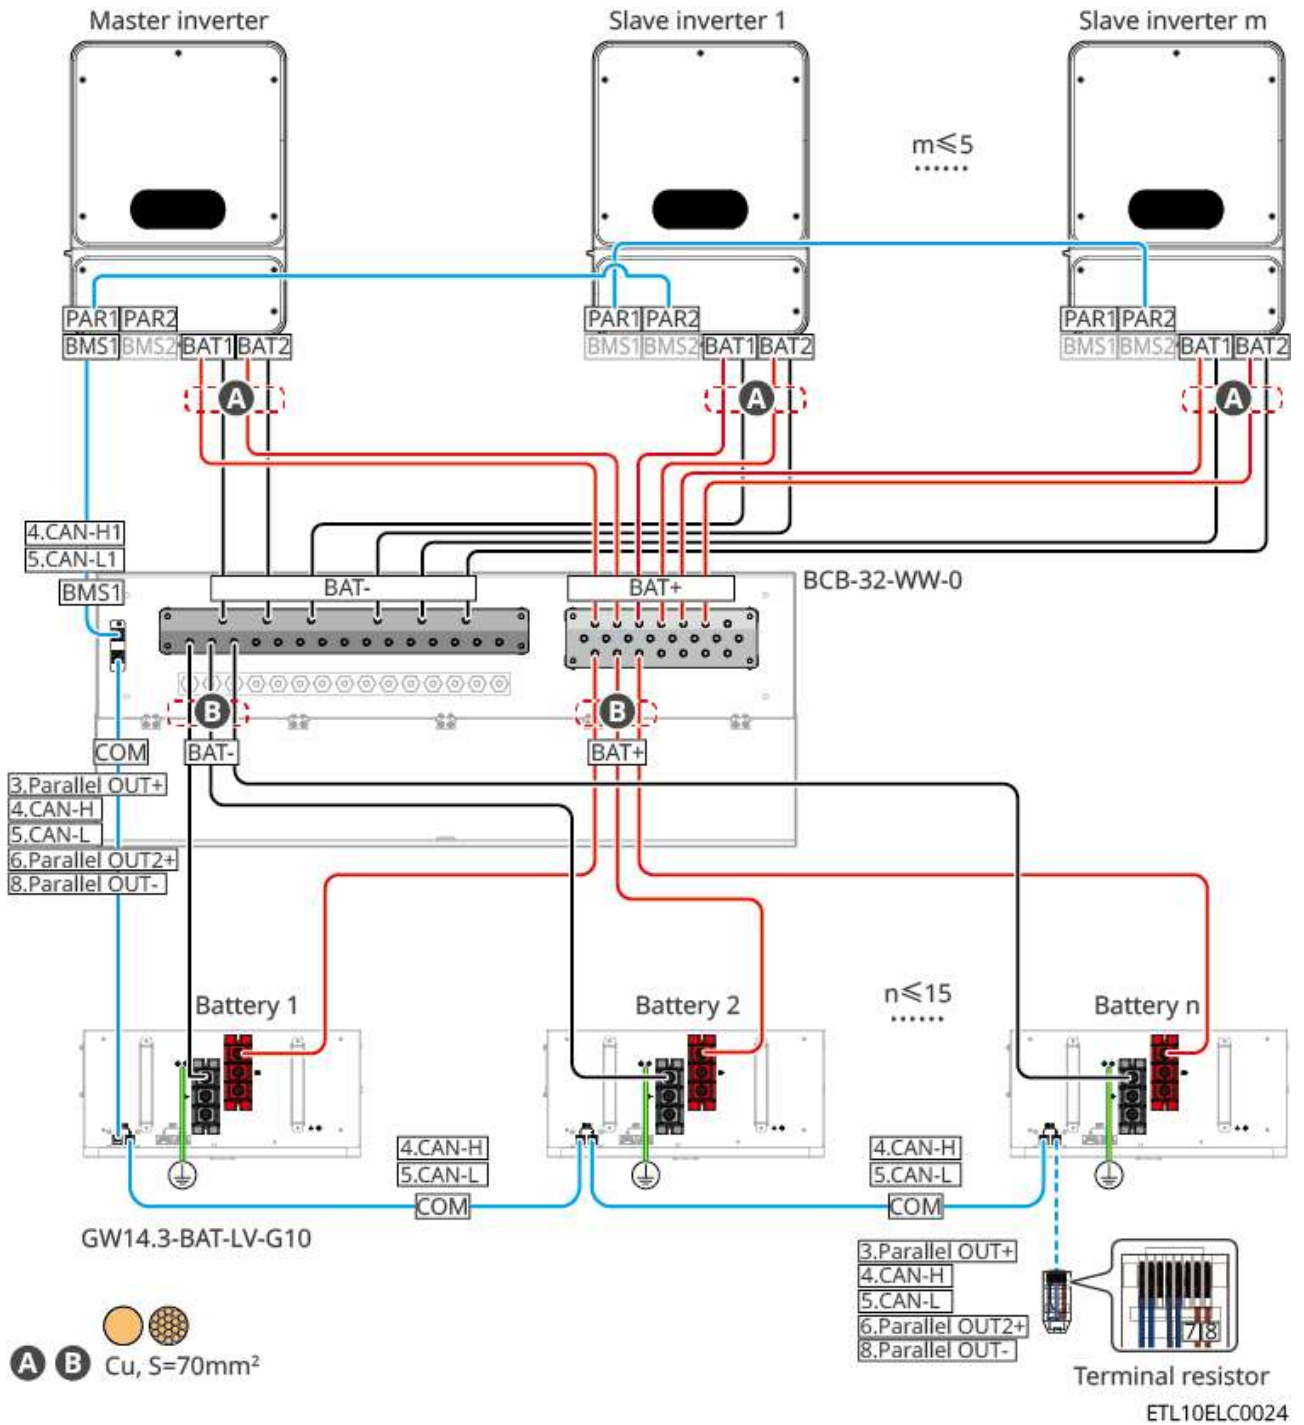 Master inverter
Slave inverter 1
Slave inverter m
m≤5
......
PAR1 PAR2
BMS1 BMS2 BAT1 BAT2
PAR1 PAR2
BMS1 BMS2 BAT1 BAT2
PAR1 PAR2
BMS1 BMS2 BAT1 BAT2
A
A
A
4.CAN-H1
5.CAN-L1
BMS1
BAT-
BAT+
BCB-32-WW-0
B
B
COM
BAT-
BAT+
3.Parallel OUT+
4.CAN-H
5.CAN-L
6.Parallel OUT2+
8.Parallel OUT-
Battery 1
Battery 2
n≤15
......
Battery n
4.CAN-H
5.CAN-L
COM
4.CAN-H
5.CAN-L
COM
GW14.3-BAT-LV-G10
3.Parallel OUT+
4.CAN-H
5.CAN-L
6.Parallel OUT2+
8.Parallel OUT-
7 8
Terminal resistor
A B Cu, S=70mm²
ETL10ELC0024